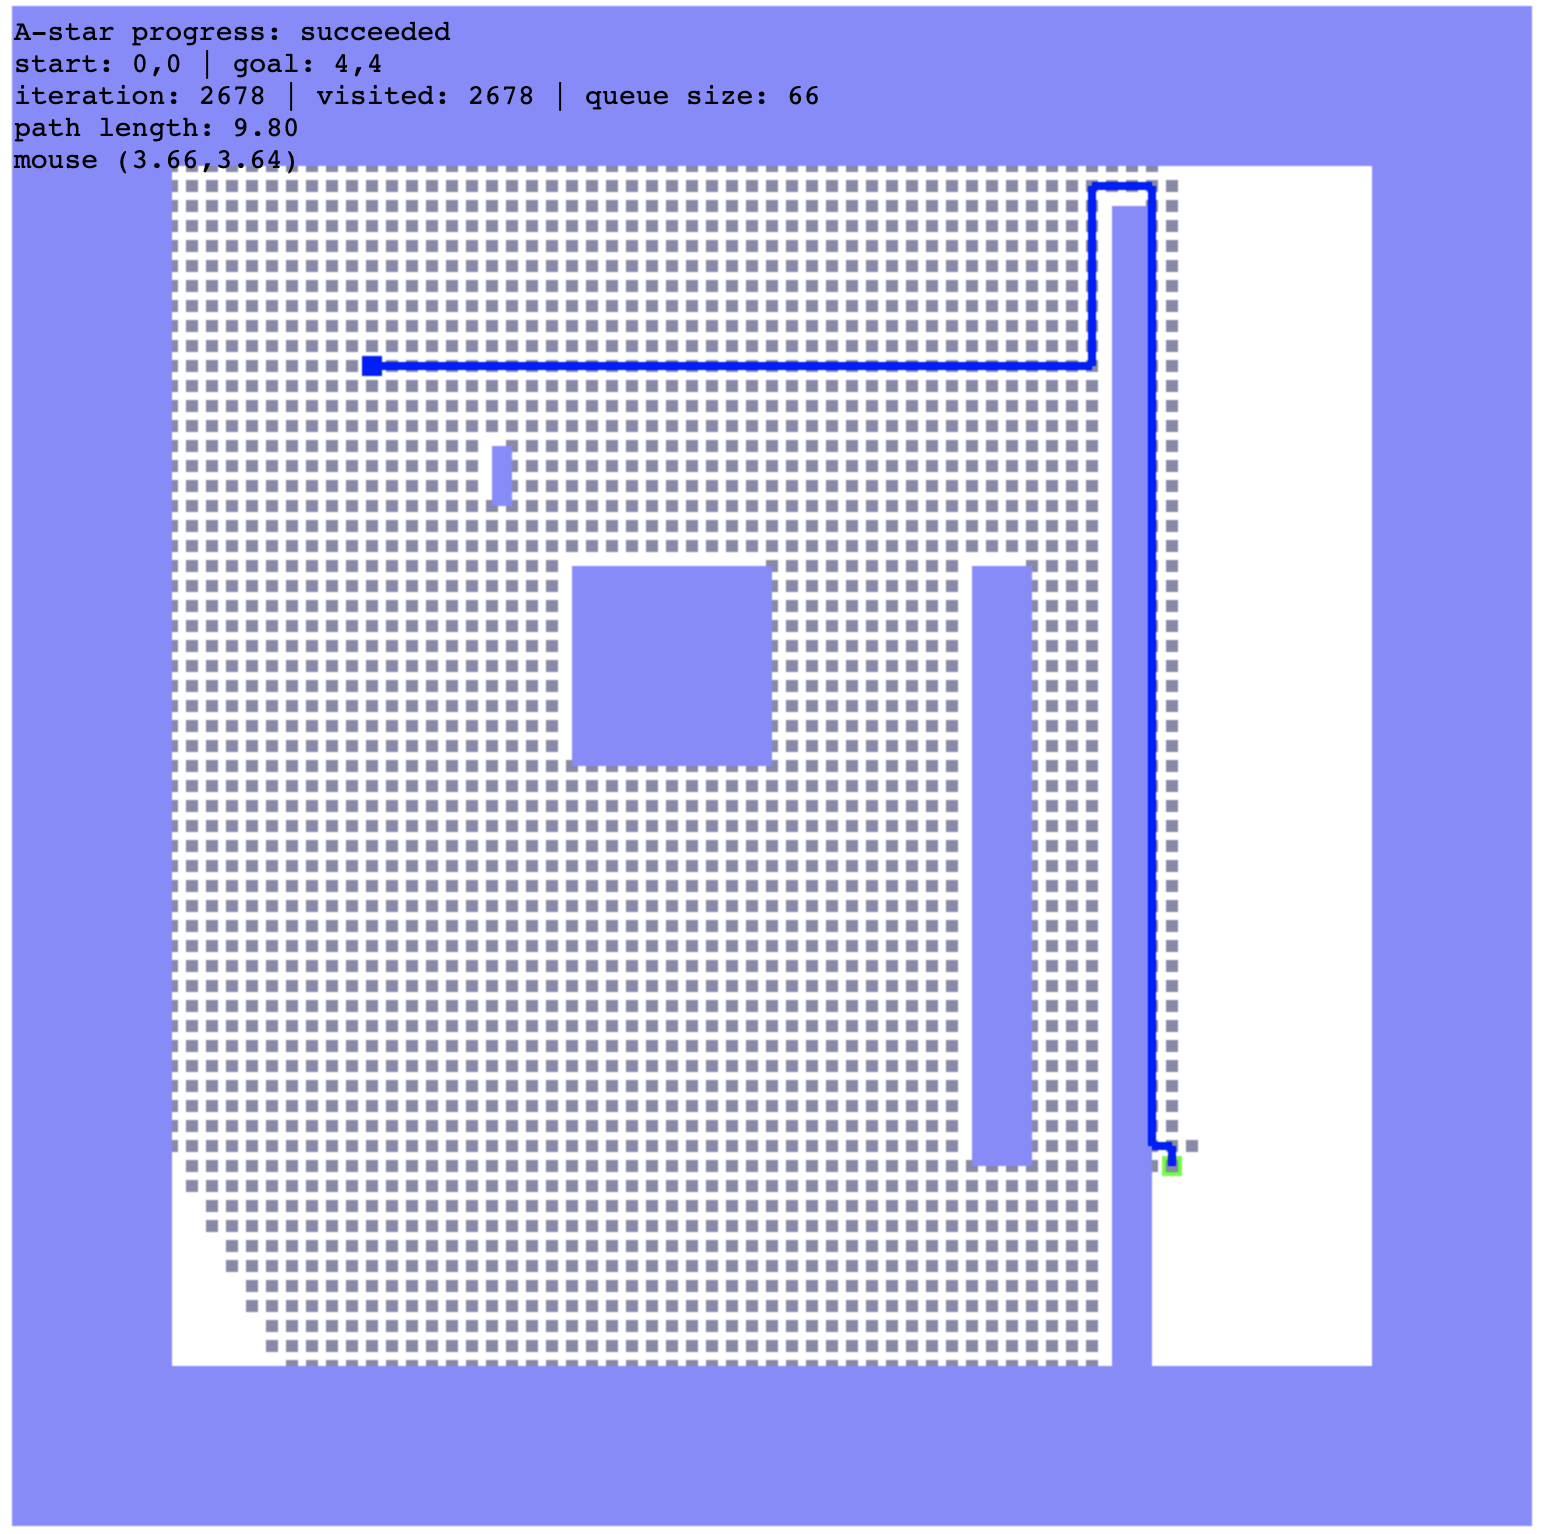 A-star progress: succeeded
start: 0,0 | goal: 4,4
iteration: 2678 | visited: 2678 | queue size: 66
path length: 9.80
mouse (3.66,3.64)